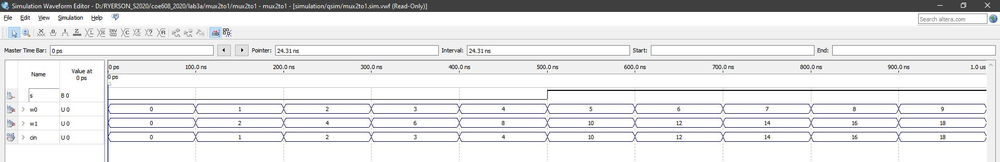 Simulation Waveform Editor - D:/RYERSON_S2020/coe608_2020/lab3a/mux2to1/mux2to1 - mux2to1 - [simulation/qsim/mux2to1.sim.vwf (Read-Only)]
File Edit View Simulation Help
Search altera.com
Master Time Bar: 0 ps Pointer: 24.31 ns Interval: 24.31 ns Start: End:
Name Value at 0 ps
0 ps 100.0 ns 200.0 ns 300.0 ns 400.0 ns 500.0 ns 600.0 ns 700.0 ns 800.0 ns 900.0 ns 1.0 us
0 ps
in s B 0
in w0 U 0 0 1 2 3 4 5 6 7 8 9
in w1 U 0 0 2 4 6 8 10 12 14 16 18
out cin U 0 0 1 2 3 4 10 12 14 16 18